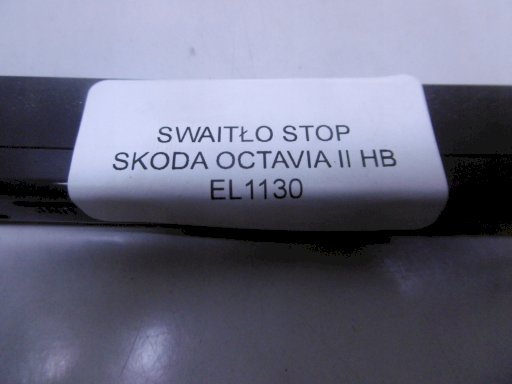 SWAITŁO STOP
SKODA OCTAVIA II HB
EL1130